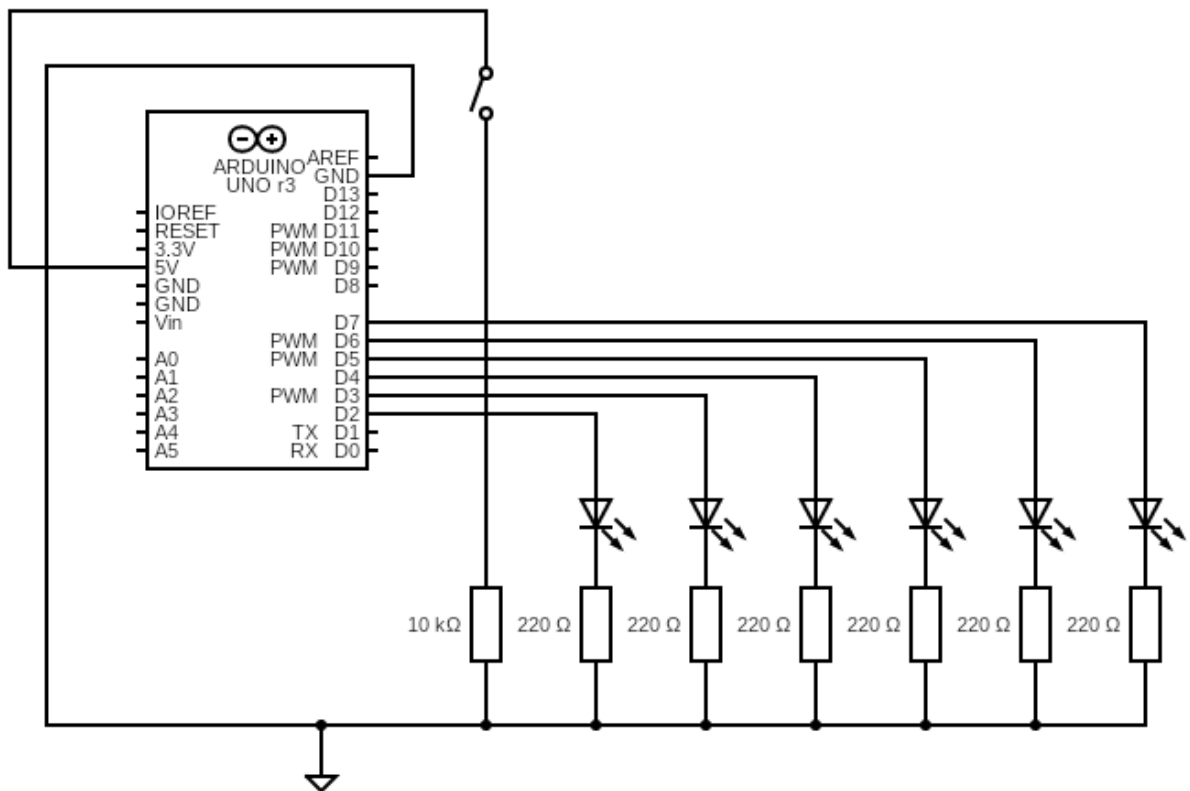 ARDUINO
UNO r3
AREF
GND
D13
IOREF D12
RESET PWM D11
3.3V PWM D10
5V PWM D9
GND D8
GND
Vin D7
PWM D6
A0 PWM D5
A1 D4
A2 PWM D3
A3 D2
A4 TX D1
A5 RX D0
10 kΩ 220 Ω 220 Ω 220 Ω 220 Ω 220 Ω 220 Ω